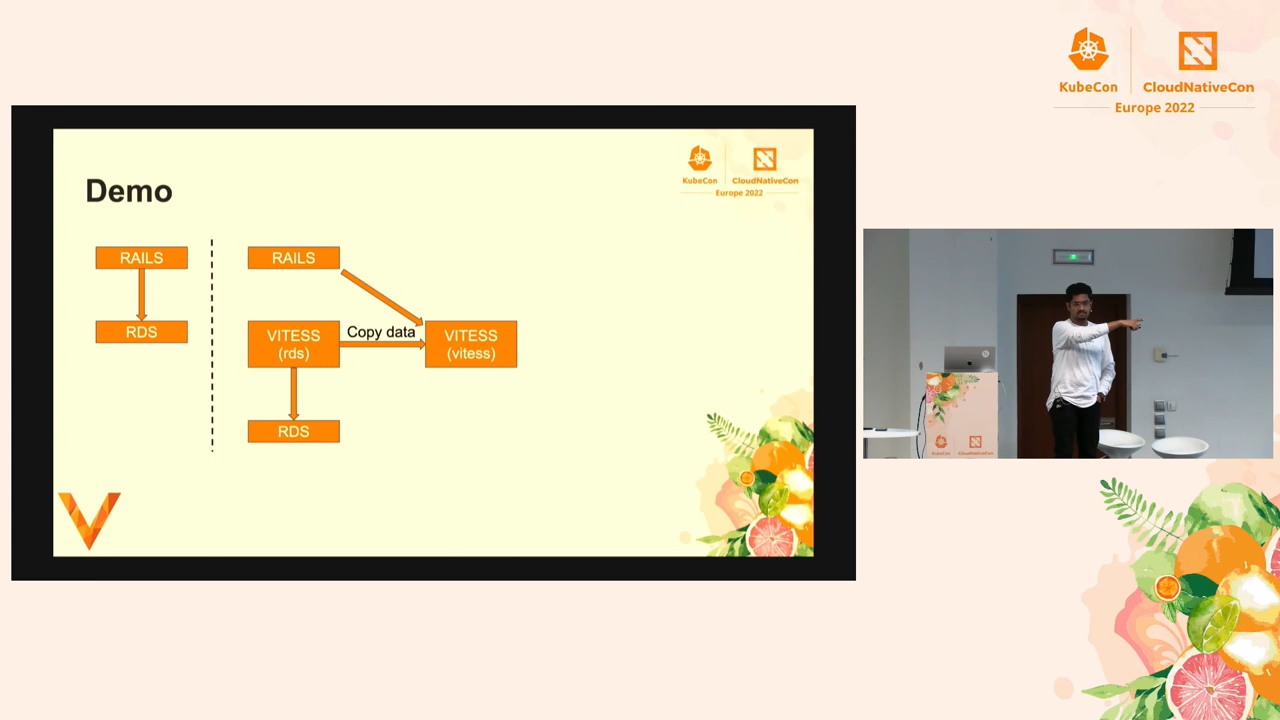 KubeCon
CloudNativeCon
Europe 2022
Demo
KubeCon
CloudNativeCon
Europe 2022
RAILS
RDS
RAILS
VITESS
(rds)
Copy data
VITESS
(vitess)
RDS